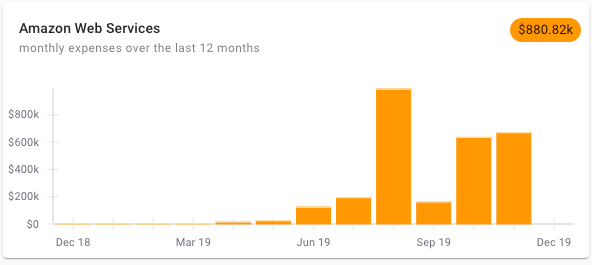 Amazon Web Services
$880.82k
monthly expenses over the last 12 months
$800k
$600k
$400k
$200k
$0
Dec 18 Mar 19 Jun 19 Sep 19 Dec 19